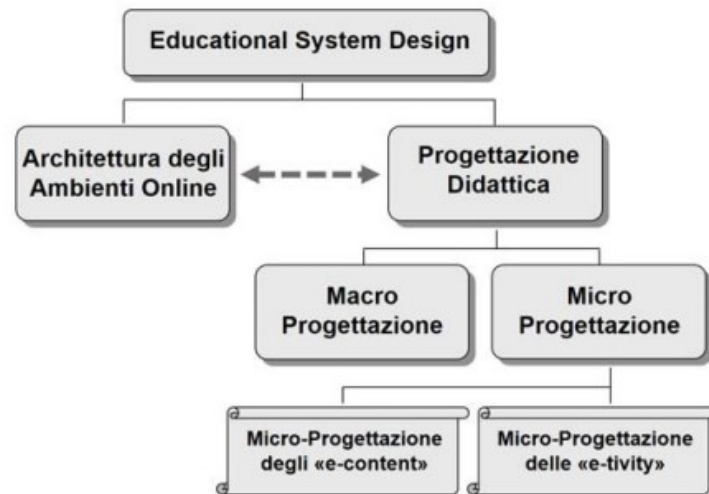 Educational System Design
Architettura degli
Ambienti Online
Progettazione
Didattica
Macro
Progettazione
Micro
Progettazione
Micro-Progettazione
degli «e-content»
Micro-Progettazione
delle «e-tivity»